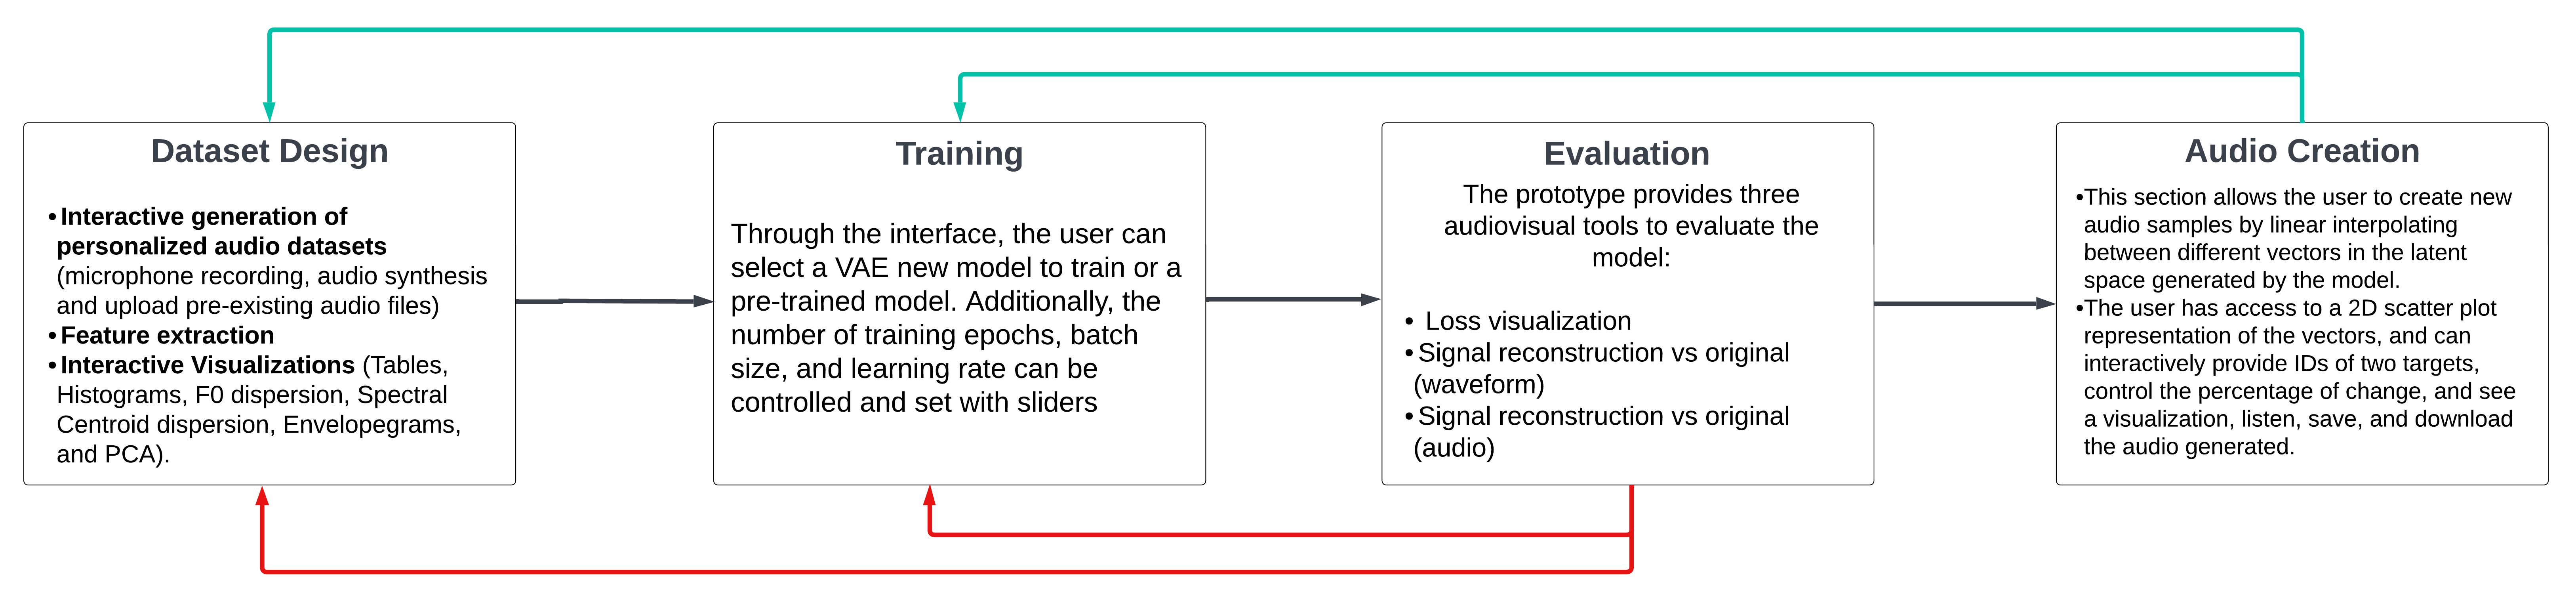 Dataset Design
• Interactive generation of
personalized audio datasets
(microphone recording, audio synthesis
and upload pre-existing audio files)
• Feature extraction
• Interactive Visualizations (Tables,
Histograms, F0 dispersion, Spectral
Centroid dispersion, Envelopegrams,
and PCA).
Training
Through the interface, the user can
select a VAE new model to train or a
pre-trained model. Additionally, the
number of training epochs, batch
size, and learning rate can be
controlled and set with sliders
Evaluation
The prototype provides three
audiovisual tools to evaluate the
model:
• Loss visualization
• Signal reconstruction vs original
(waveform)
• Signal reconstruction vs original
(audio)
Audio Creation
•This section allows the user to create new
audio samples by linear interpolating
between different vectors in the latent
space generated by the model.
•The user has access to a 2D scatter plot
representation of the vectors, and can
interactively provide IDs of two targets,
control the percentage of change, and see
a visualization, listen, save, and download
the audio generated.